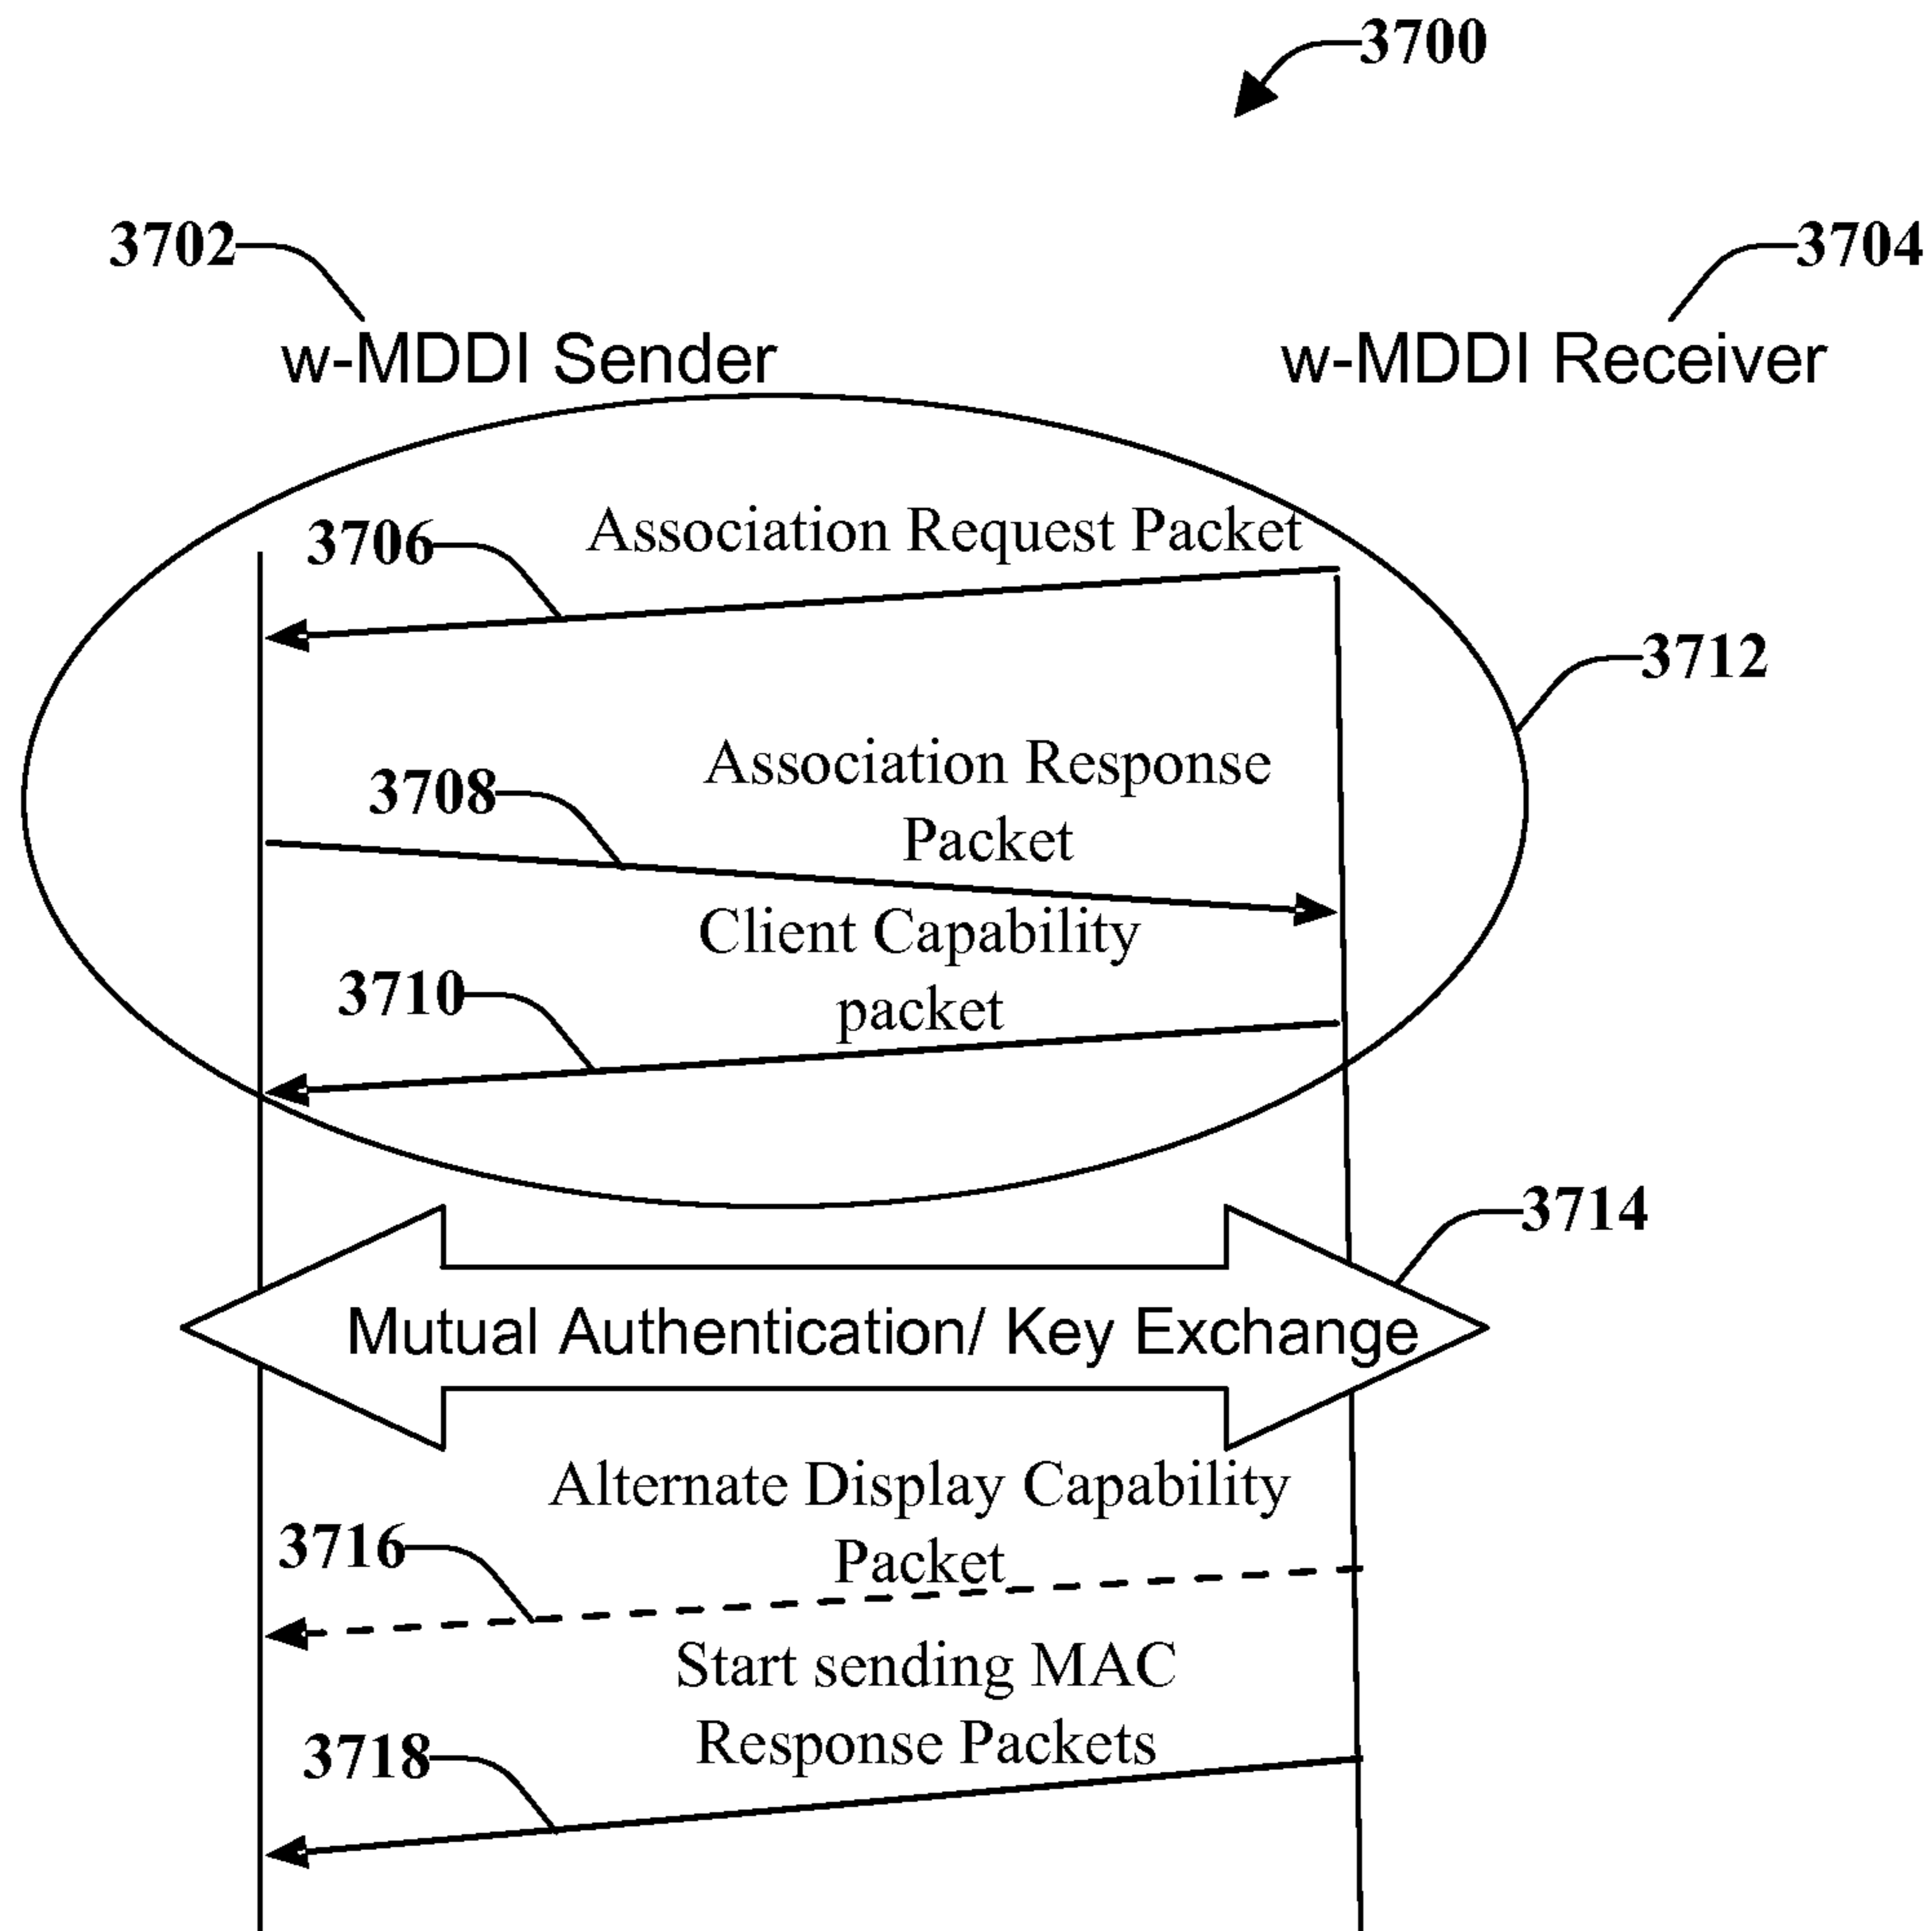 3700
3702
3704
w-MDDI Sender
w-MDDI Receiver
3706
Association Request Packet
3712
Association Response
3708
Packet
Client Capability
3710
packet
3714
Mutual Authentication/ Key Exchange
Alternate Display Capability
3716
Packet
Start sending MAC
3718
Response Packets